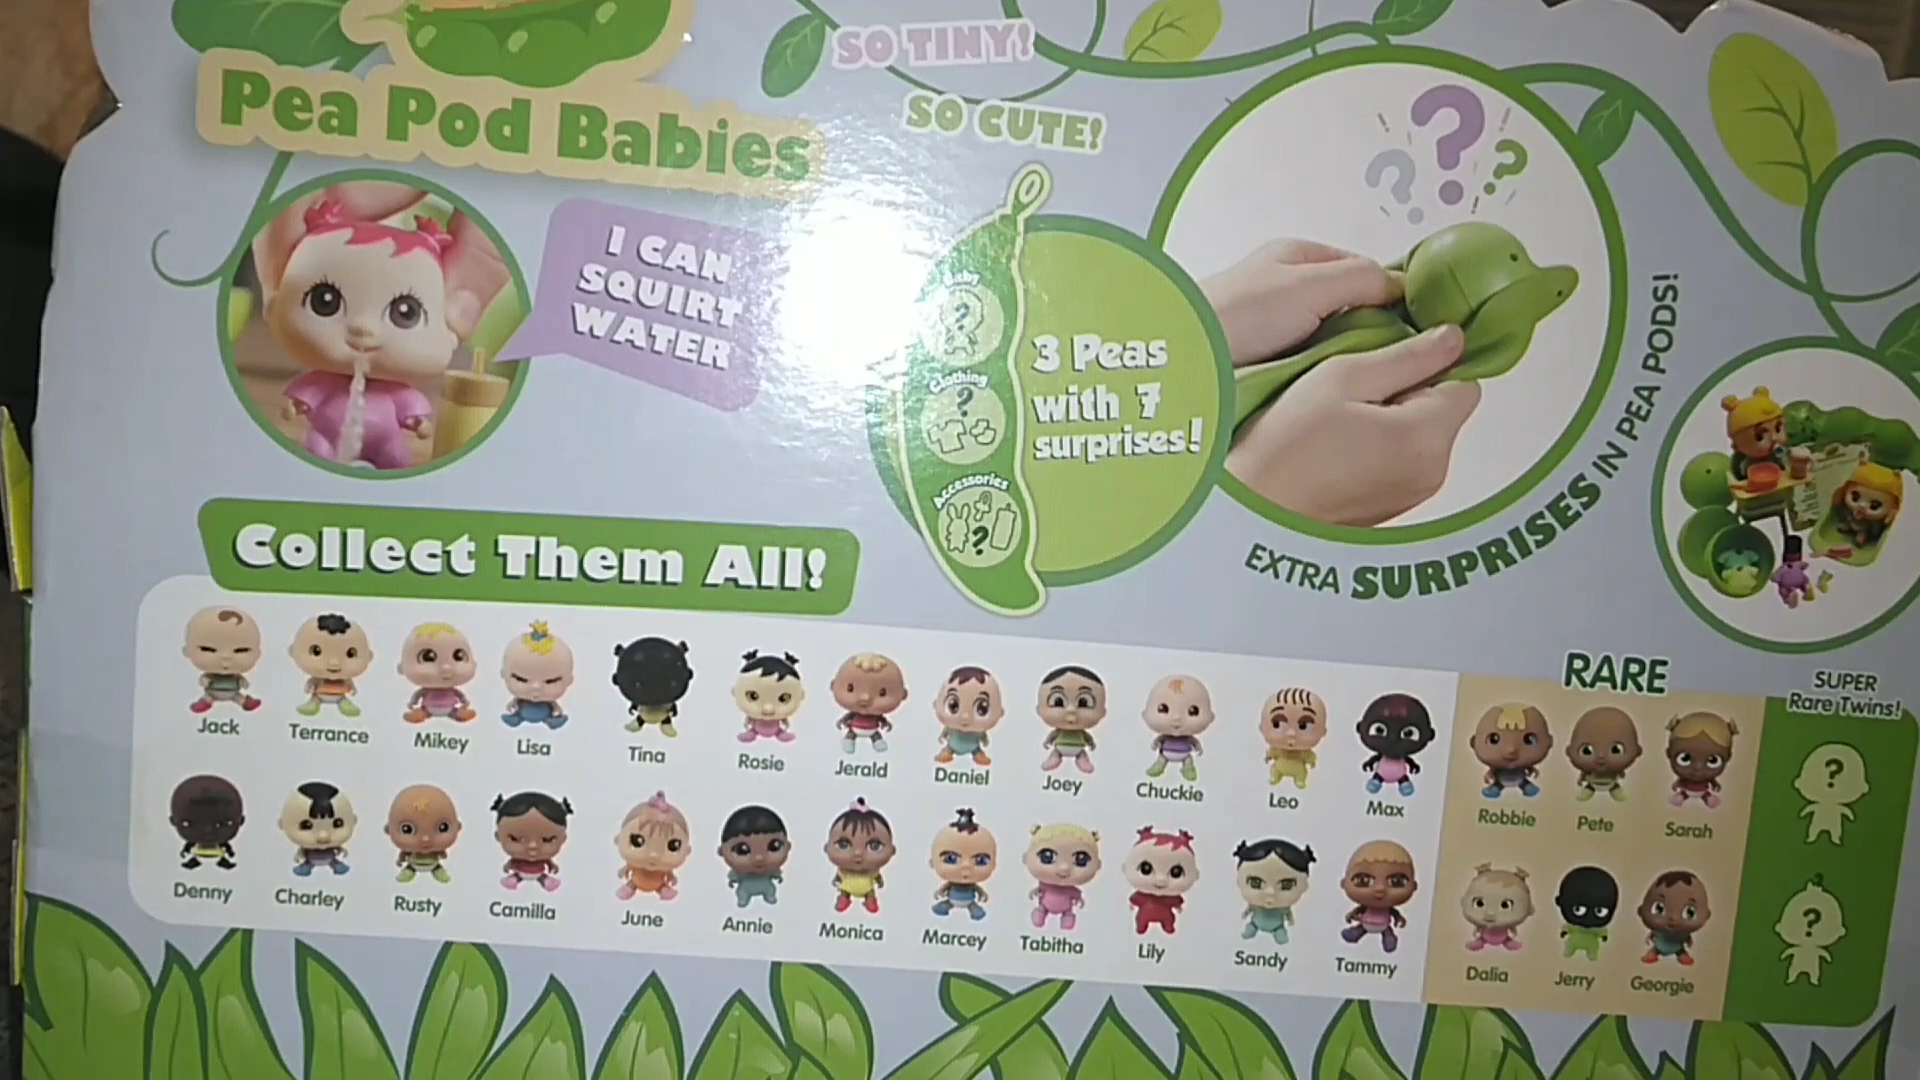 SO TINY!
SO CUTE!
Pea Pod Babies
I CAN
SQUIRT
WATER
Baby
?
Clothing
?
Accessories
?
3 Peas
with 7
surprises!
? ? ?
EXTRA SURPRISES IN PEA PODS!
Collect Them All!
RARE
SUPER
Rare Twins!
Jack Terrance Mikey Lisa Tina Rosie Jerald Daniel Joey Chuckie Leo Max Robbie Pete Sarah
?
Denny Charley Rusty Camilla June Annie Monica Marcey Tabitha Lily Sandy Tammy Dalia Jerry Georgie
?